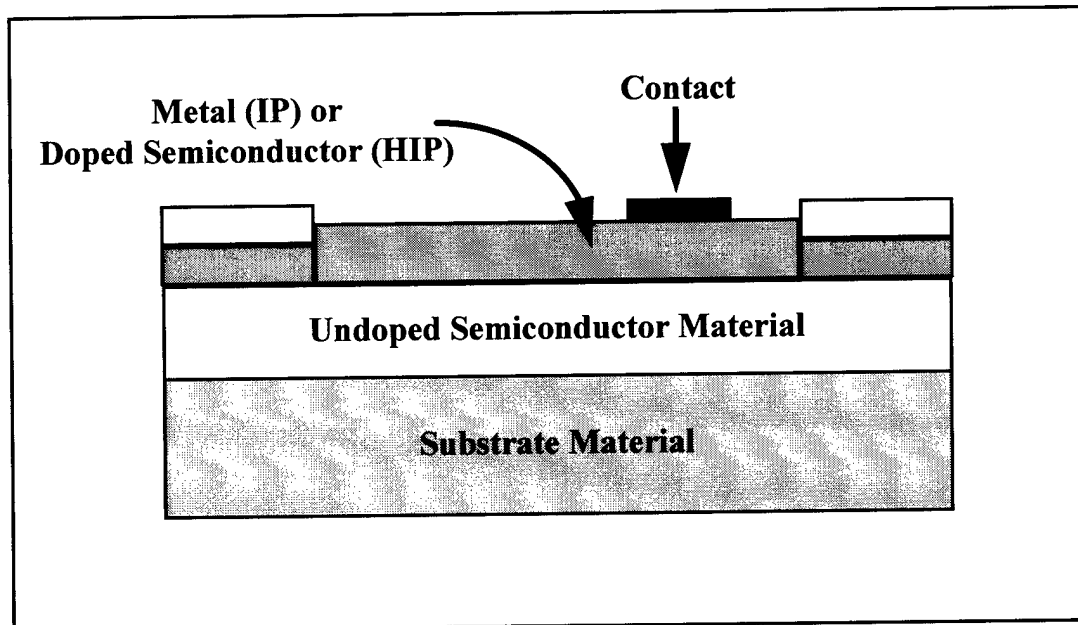 Contact
Metal (IP) or
Doped Semiconductor (HIP)
Undoped Semiconductor Material
Substrate Material